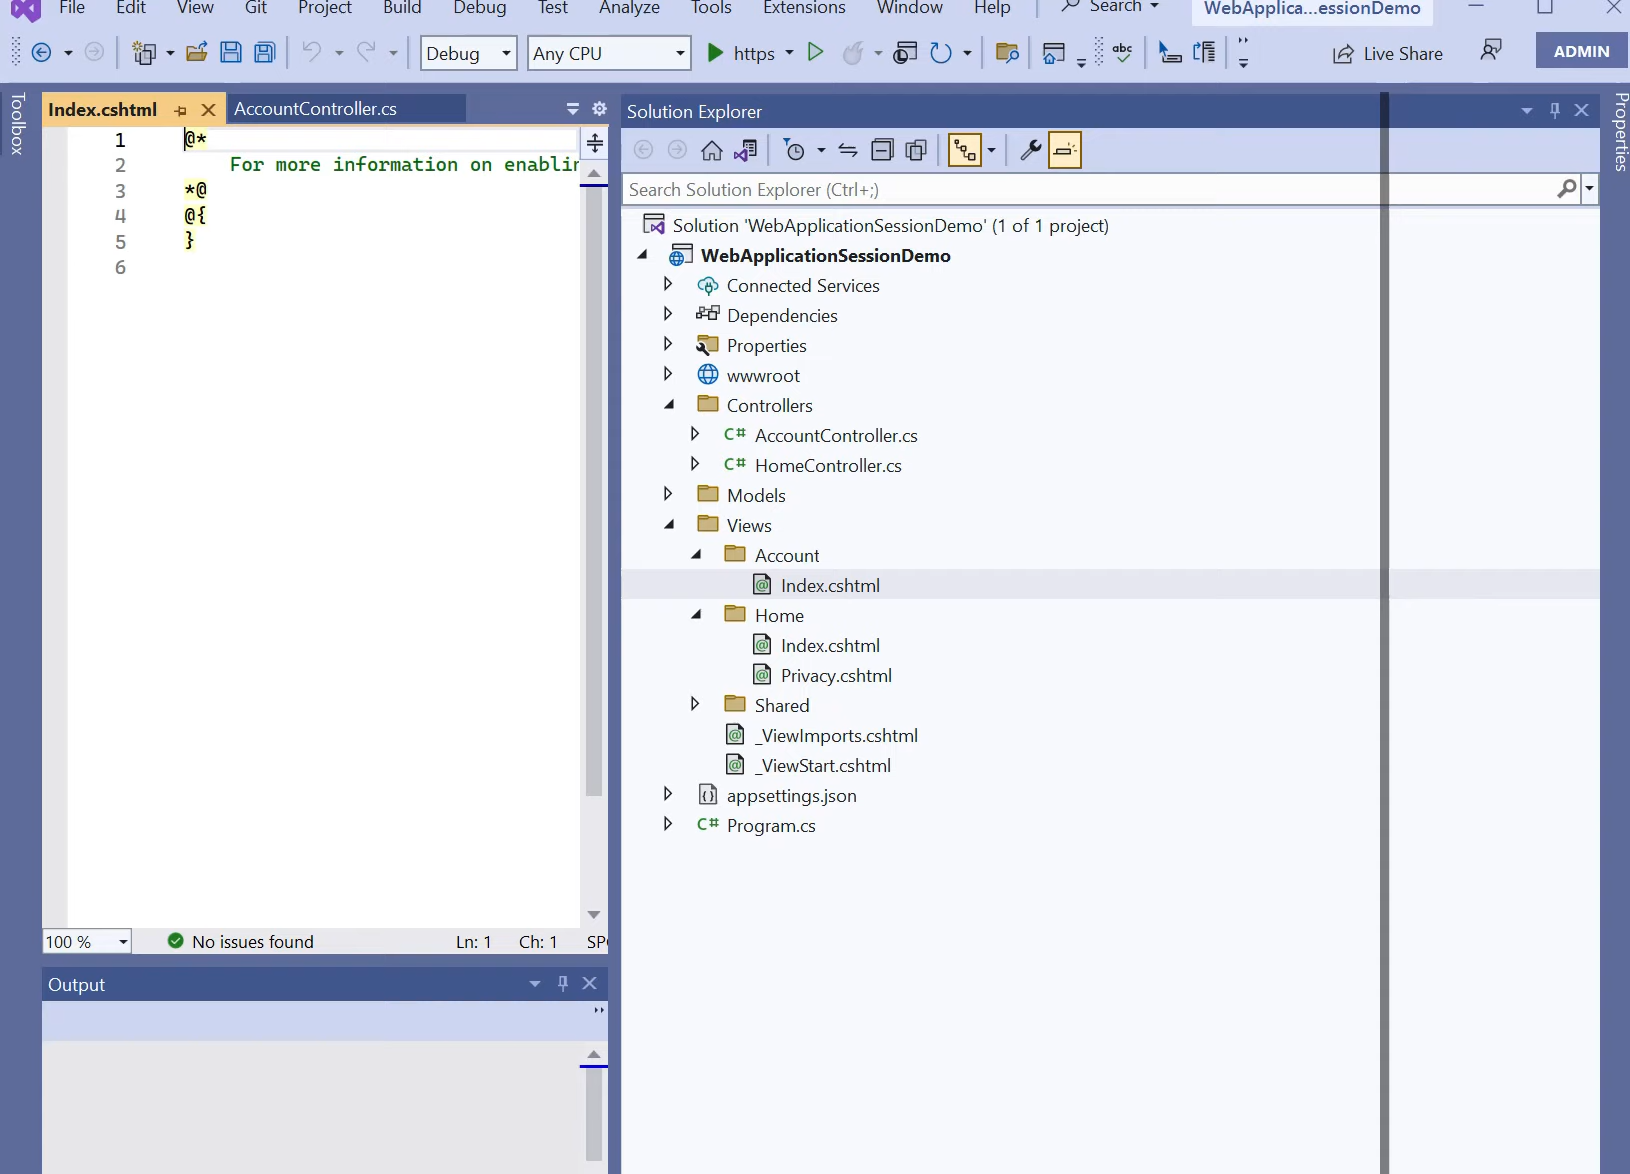 File Edit View Git Project Build Debug Test Analyze Tools Extensions Window Help Search WebApplica...essionDemo
Debug Any CPU https abc Live Share ADMIN
Toolbox
Index.cshtml AccountController.cs
1 @*
2 For more information on enablin
3 *@
4 @{
5 }
6
100 % No issues found Ln: 1 Ch: 1 SPC
Output
Solution Explorer
Search Solution Explorer (Ctrl+;)
Solution 'WebApplicationSessionDemo' (1 of 1 project)
WebApplicationSessionDemo
Connected Services
Dependencies
Properties
wwwroot
Controllers
C# AccountController.cs
C# HomeController.cs
Models
Views
Account
Index.cshtml
Home
Index.cshtml
Privacy.cshtml
Shared
_ViewImports.cshtml
_ViewStart.cshtml
appsettings.json
C# Program.cs
Properties